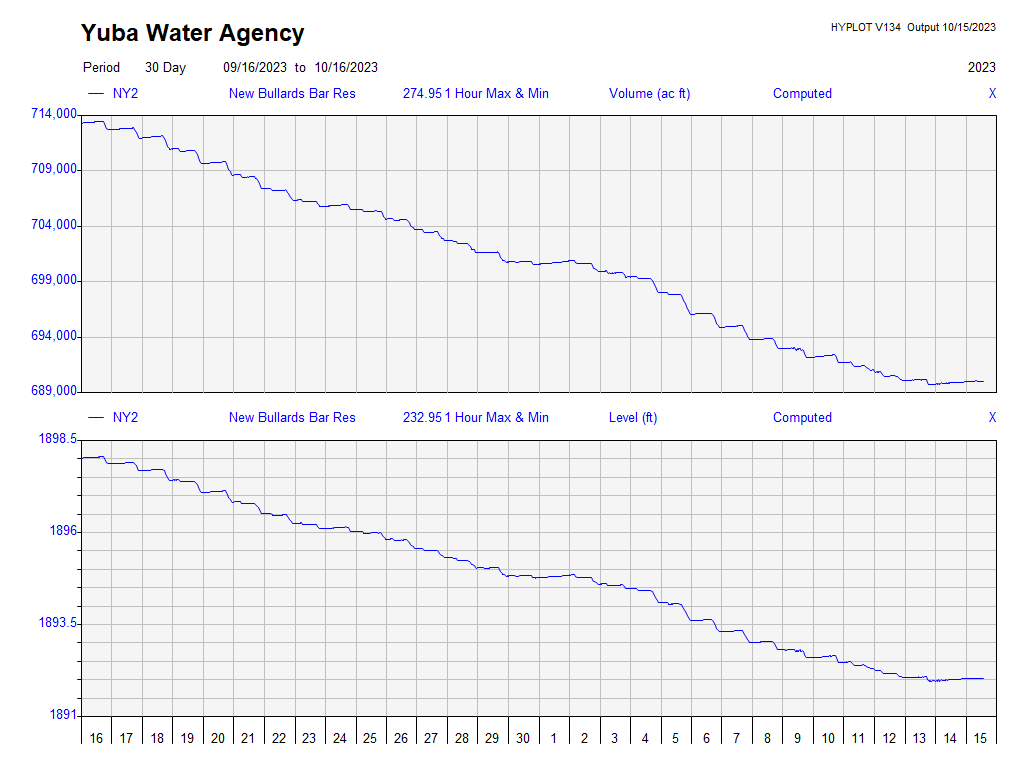 Yuba Water Agency
HYPLOT V134 Output 10/15/2023
Period 30 Day 09/16/2023 to 10/16/2023 2023
NY2 New Bullards Bar Res 274.95 1 Hour Max & Min Volume (ac ft) Computed X
714,000
709,000
704,000
699,000
694,000
689,000
NY2 New Bullards Bar Res 232.95 1 Hour Max & Min Level (ft) Computed X
1898.5
1896
1893.5
1891
16 17 18 19 20 21 22 23 24 25 26 27 28 29 30 1 2 3 4 5 6 7 8 9 10 11 12 13 14 15